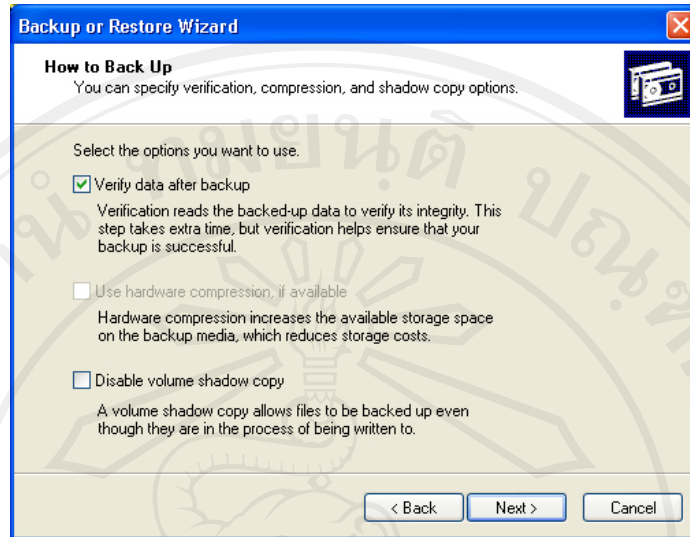 Backup or Restore Wizard
How to Back Up
You can specify verification, compression, and shadow copy options.
Select the options you want to use.
Verify data after backup
Verification reads the backed-up data to verify its integrity. This
step takes extra time, but verification helps ensure that your
backup is successful.
Use hardware compression, if available
Hardware compression increases the available storage space
on the backup media, which reduces storage costs.
Disable volume shadow copy
A volume shadow copy allows files to be backed up even
though they are in the process of being written to.
< Back
Next >
Cancel